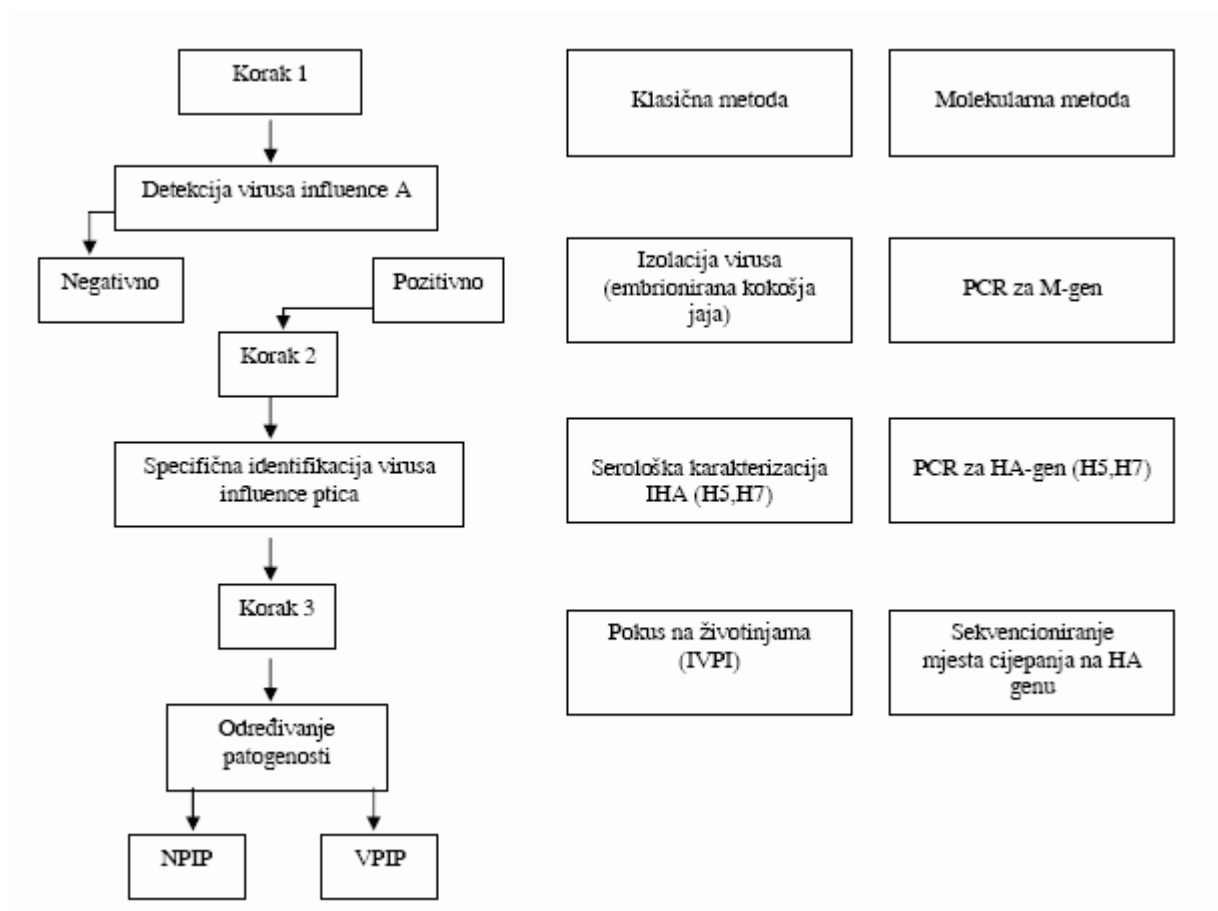 Korak 1
Detekcija virusa influence A
Negativno
Pozitivno
Korak 2
Specifična identifikacija virusa
influence ptica
Korak 3
Određivanje
patogenosti
NPIP
VPIP
Klasična metoda
Molekularna metoda
Izolacija virusa
(embrionirana kokošja
jaja)
PCR za M-gen
Serološka karakterizacija
IHA (H5,H7)
PCR za HA-gen (H5,H7)
Pokus na životinjama
(IVPI)
Sekvencioniranje
mjesta cijepanja na HA
genu